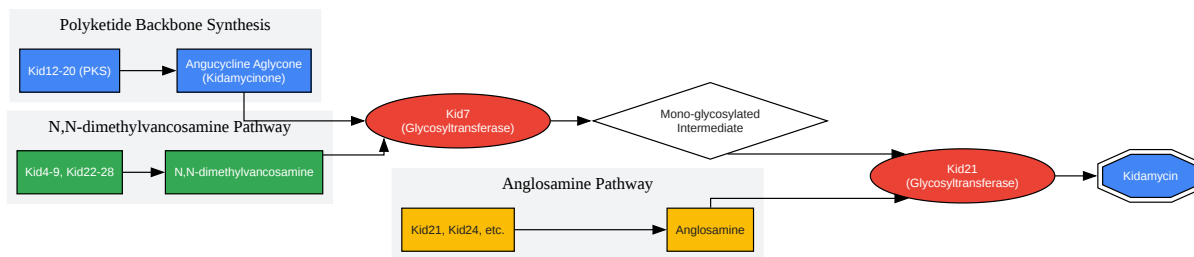 Polyketide Backbone Synthesis
Kid12-20 (PKS)
Angucycline Aglycone
(Kidamycinone)
N,N-dimethylvancosamine Pathway
Kid4-9, Kid22-28
N,N-dimethylvancosamine
Kid7
(Glycosyltransferase)
Mono-glycosylated
Intermediate
Anglosamine Pathway
Kid21, Kid24, etc.
Anglosamine
Kid21
(Glycosyltransferase)
Kidamycin